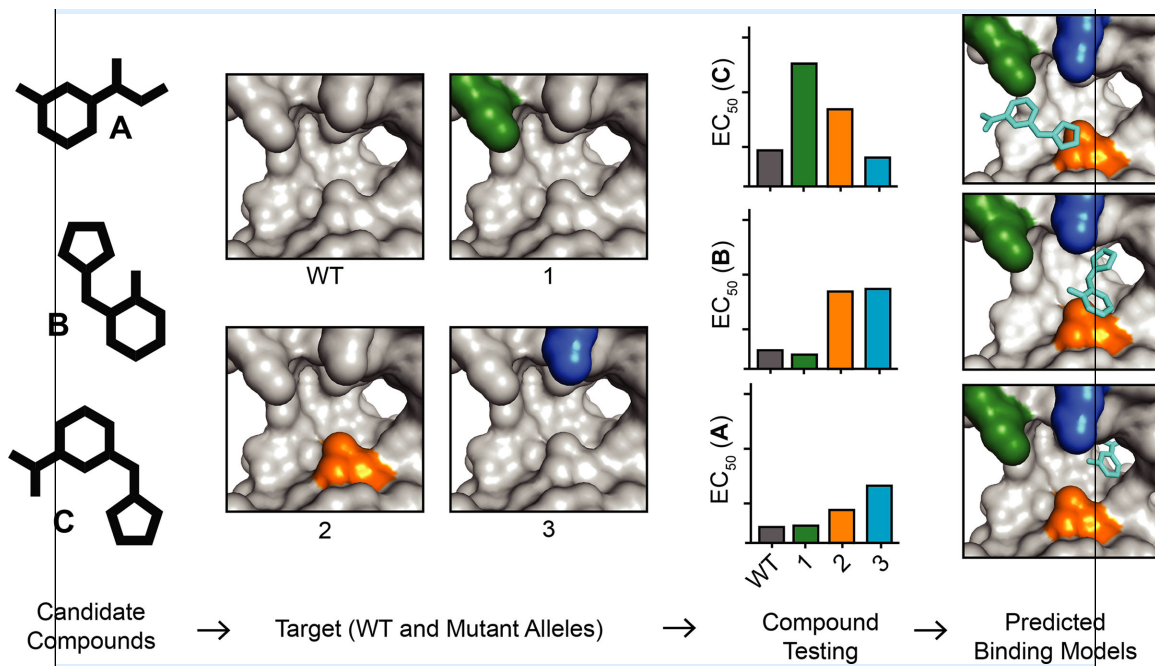 A
B
C
WT
1
2
3
EC50 (C)
EC50 (B)
EC50 (A)
WT
1
2
3
Candidate
Compounds
→
Target (WT and Mutant Alleles)
→
Compound
Testing
→
Predicted
Binding Models